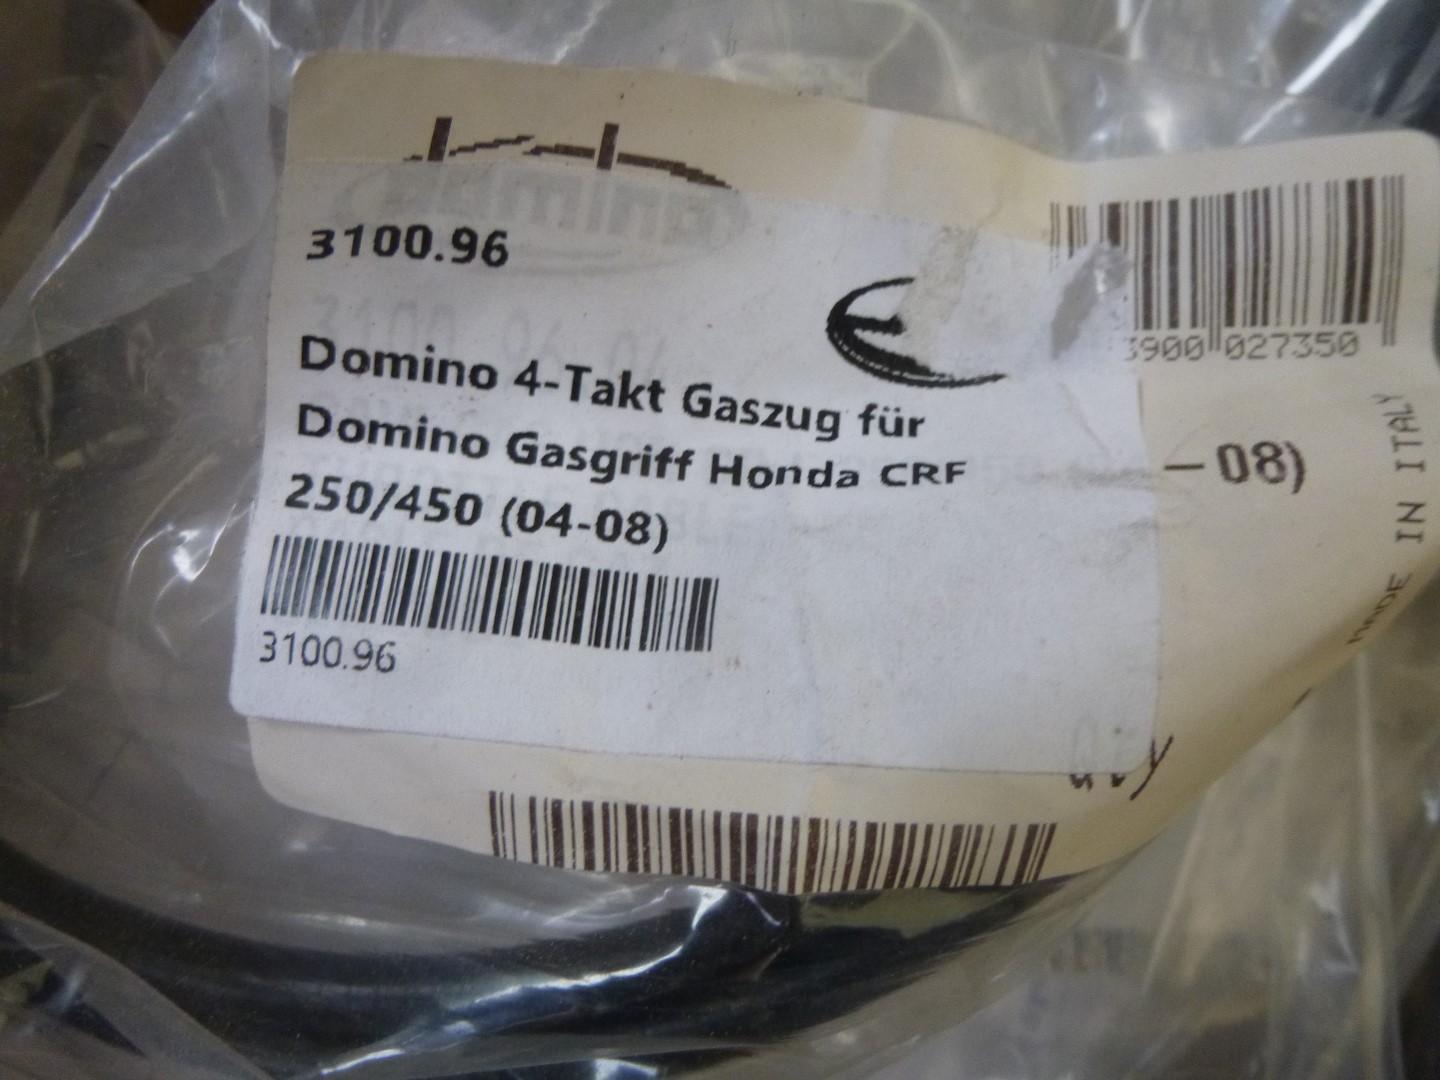 3100.96
Domino 4-Takt Gaszug für
Domino Gasgriff Honda CRF
250/450 (04-08)
3100.96
3900 027350
– 08)
MADE IN ITALY